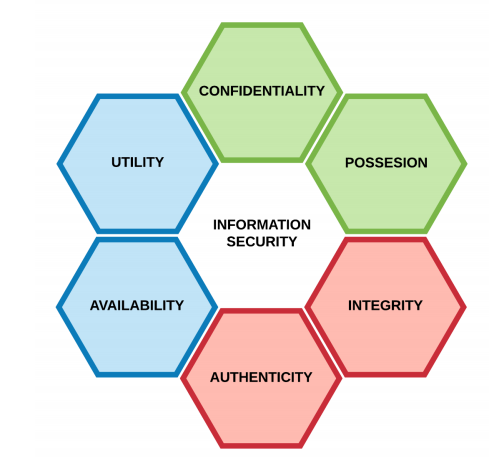 CONFIDENTIALITY
UTILITY
POSSESION
INFORMATION
SECURITY
AVAILABILITY
INTEGRITY
AUTHENTICITY